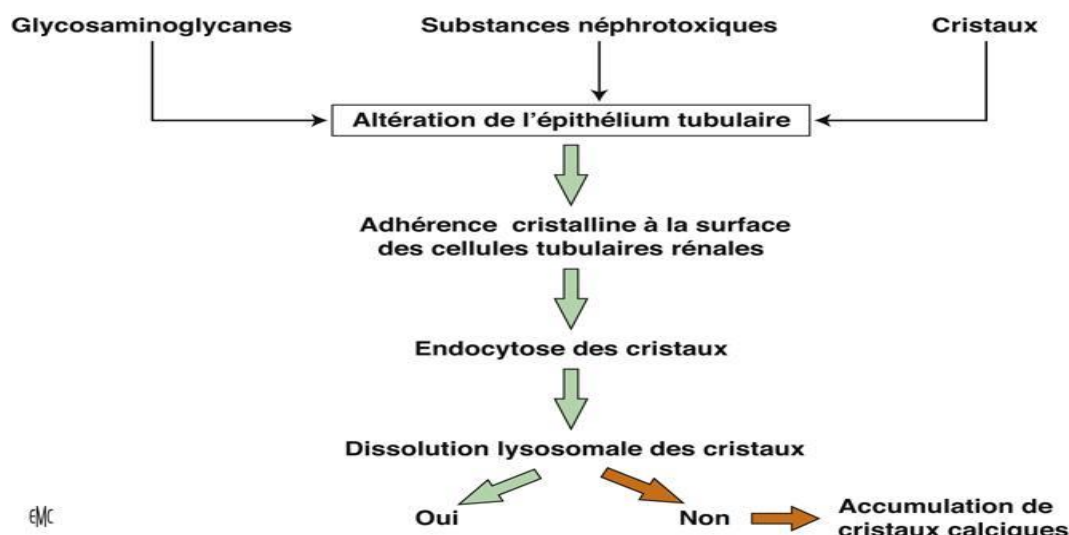 Glycosaminoglycanes Substances néphrotoxiques Cristaux
Altération de l'épithélium tubulaire
Adhérence cristalline à la surface
des cellules tubulaires rénales
Endocytose des cristaux
Dissolution lysosomale des cristaux
EMC
Oui
Non
Accumulation de
cristaux calciques